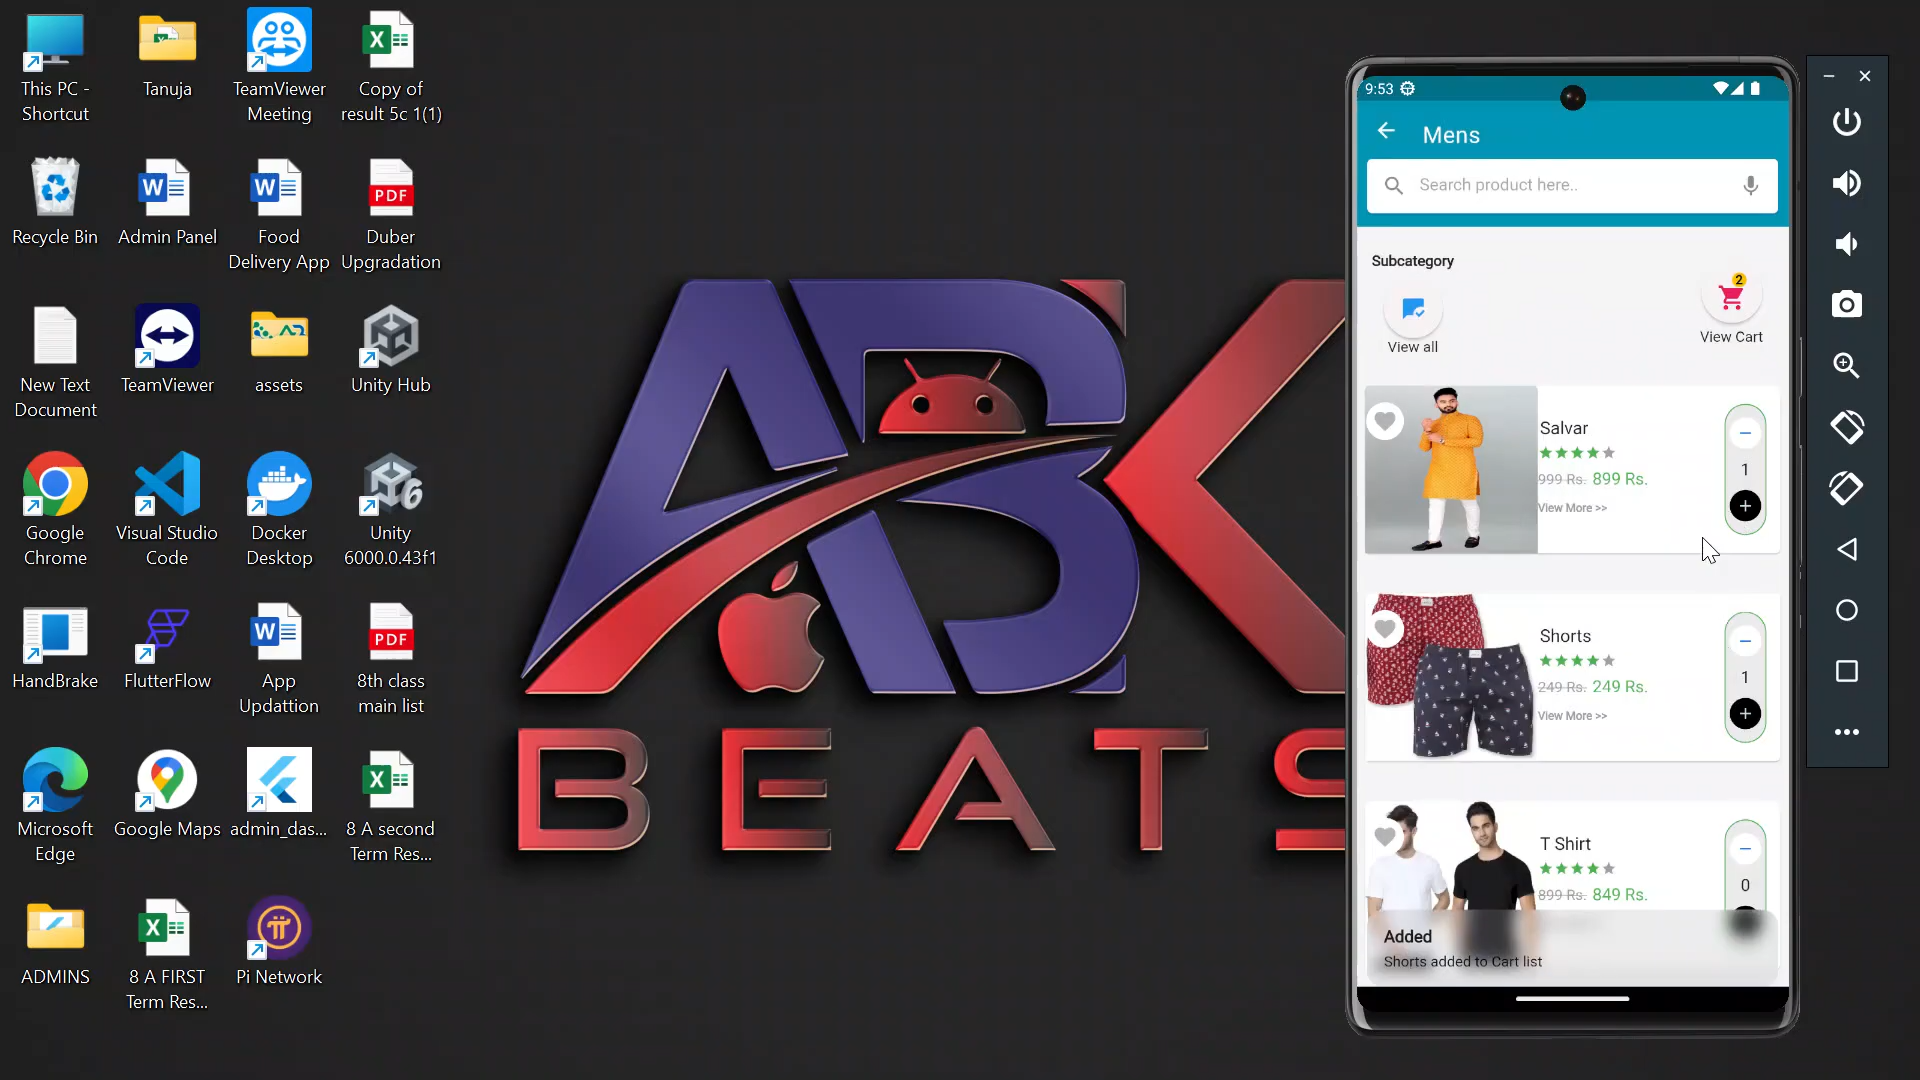 This PC -
Shortcut
Tanuja
TeamViewer
Meeting
Copy of
result 5c 1(1)
Recycle Bin
Admin Panel
Food
Delivery App
PDF
Duber
Upgradation
New Text
Document
TeamViewer
assets
Unity Hub
Google
Chrome
Visual Studio
Code
Docker
Desktop
Unity
6000.0.43f1
HandBrake
FlutterFlow
App
Updattion
PDF
8th class
main list
Microsoft
Edge
Google Maps
admin_das...
8 A second
Term Res...
ADMINS
8 A FIRST
Term Res...
Pi Network
ABK
BEATS
9:53
Mens
Search product here..
Subcategory
View all
2
View Cart
Salvar
999 Rs. 899 Rs.
View More >>
1
Shorts
249 Rs. 249 Rs.
View More >>
1
T Shirt
899 Rs. 849 Rs.
0
Added
Shorts added to Cart list